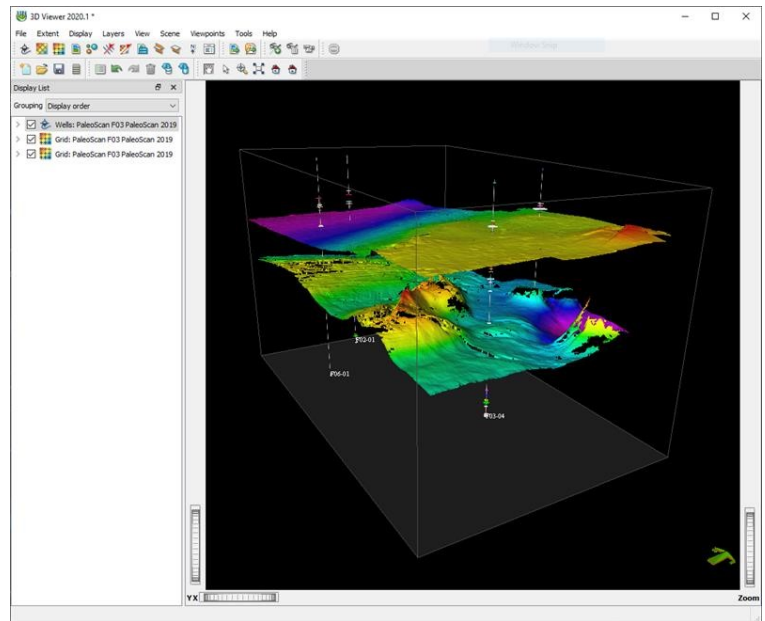 3D Viewer 2020.1 *
File Extent Display Layers View Scene Viewpoints Tools Help
Window Snip
Display List
Grouping Display order
Wells: PaleoScan F03 PaleoScan 2019
Grid: PaleoScan F03 PaleoScan 2019
Grid: PaleoScan F03 PaleoScan 2019
F02-01
F06-01
F03-04
Y X
Zoom